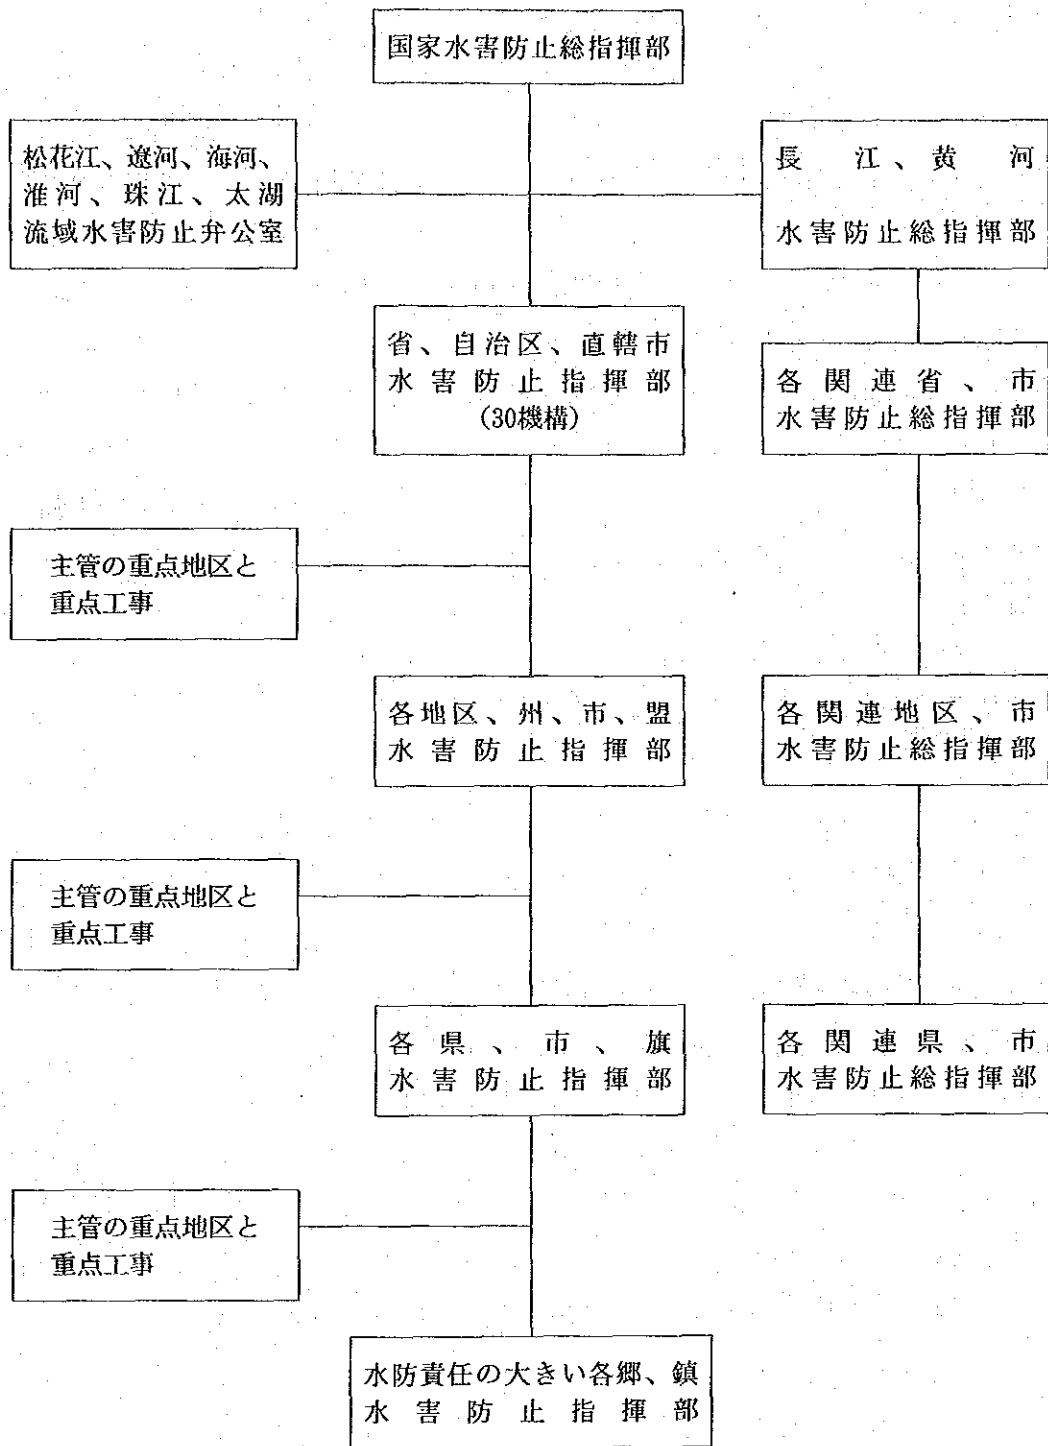 国家水害防止総指揮部
松花江、遼河、海河、
淮河、珠江、太湖
流域水害防止弁公室
長江、黄河
水害防止総指揮部
省、自治区、直轄市
水害防止指揮部
(30機構)
各関連省、市
水害防止総指揮部
主管の重点地区と
重点工事
各地区、州、市、盟
水害防止指揮部
各関連地区、市
水害防止総指揮部
主管の重点地区と
重点工事
各県、市、旗
水害防止指揮部
各関連県、市
水害防止総指揮部
主管の重点地区と
重点工事
水防責任の大きい各郷、鎮
水害防止指揮部